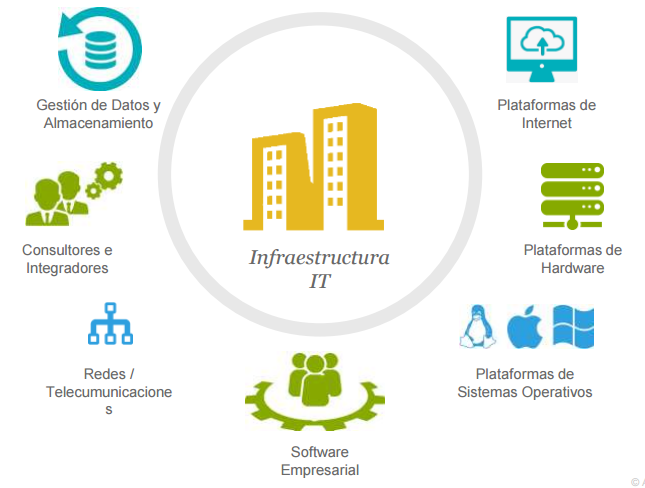 Gestión de Datos y
Almacenamiento
Plataformas de
Internet
Consultores e
Integradores
Infraestructura
IT
Plataformas de
Hardware
Redes /
Telecumunicacione
s
Plataformas de
Sistemas Operativos
Software
Empresarial
©